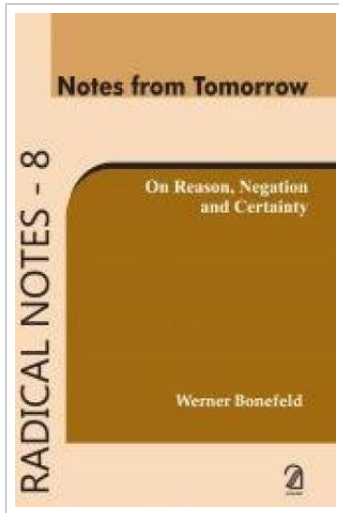 Notes from Tomorrow
RADICAL NOTES - 8
On Reason, Negation
and Certainty
Werner Bonefeld